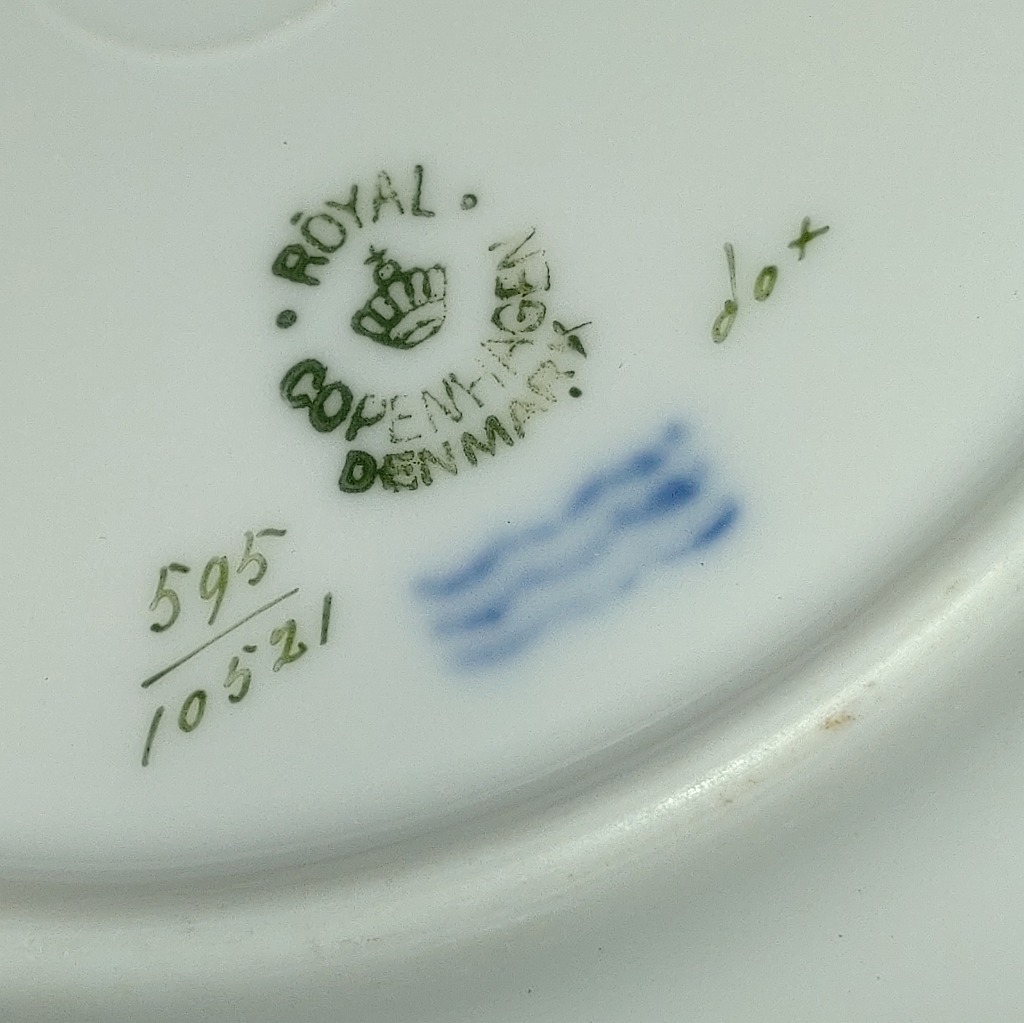 ROYAL
COPENHAGEN
DENMARK
595
10521